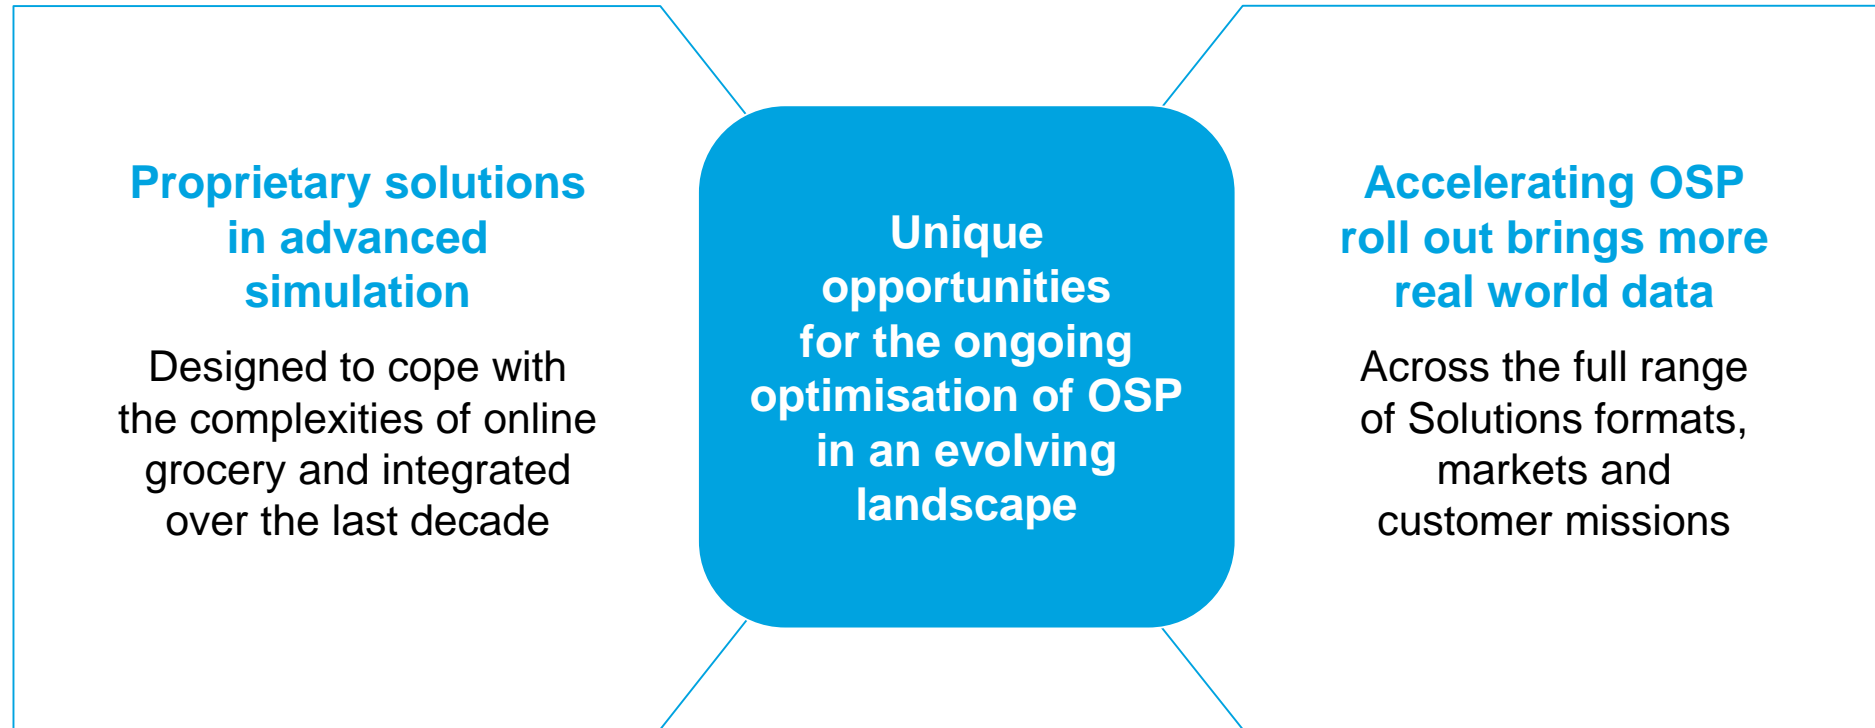 Proprietary solutions
in advanced
simulation
Designed to cope with
the complexities of online
grocery and integrated
over the last decade
Unique
opportunities
for the ongoing
optimisation of OSP
in an evolving
landscape
Accelerating OSP
roll out brings more
real world data
Across the full range
of Solutions formats,
markets and
customer missions